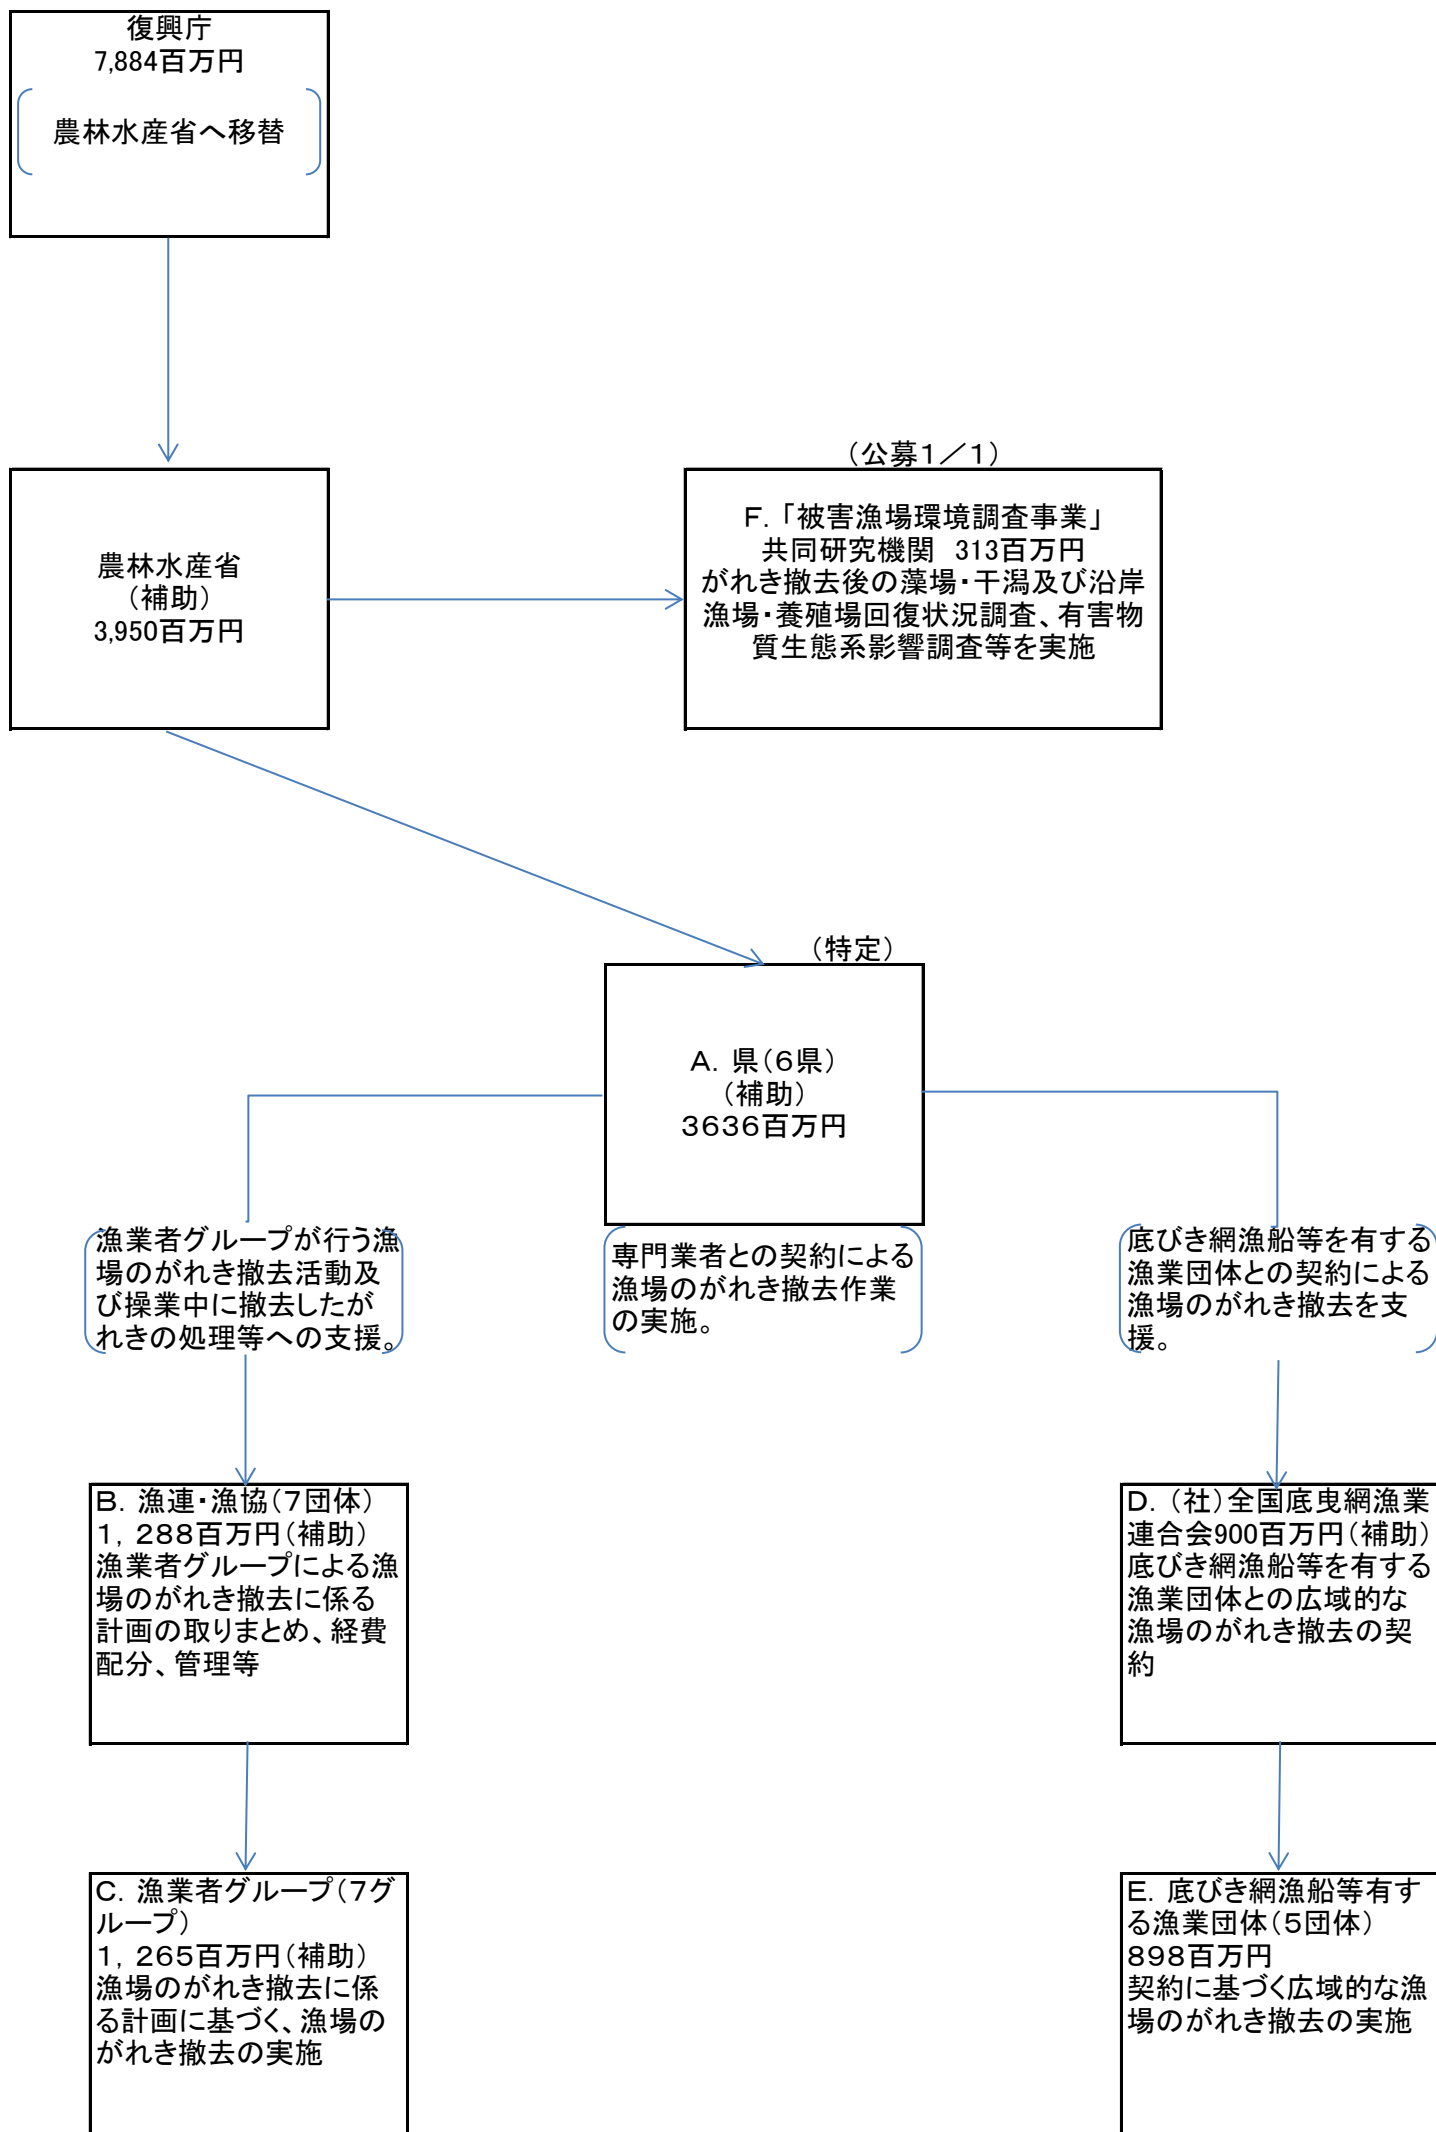 復興庁
7,884百万円
農林水産省へ移替
農林水産省
(補助)
3,950百万円
(公募１／１)
Ｆ．「被害漁場環境調査事業」
共同研究機関　313百万円
がれき撤去後の藻場・干潟及び沿岸
漁場・養殖場回復状況調査、有害物
質生態系影響調査等を実施
(特定)
Ａ．県（６県）
（補助）
３６３６百万円
漁業者グループが行う漁
場のがれき撤去活動及
び操業中に撤去したが
れきの処理等への支援。
専門業者との契約による
漁場のがれき撤去作業
の実施。
底びき網漁船等を有する
漁業団体との契約による
漁場のがれき撤去を支
援。
Ｂ．漁連・漁協（７団体）
１，２８８百万円（補助）
漁業者グループによる漁
場のがれき撤去に係る
計画の取りまとめ、経費
配分、管理等
Ｄ．（社）全国底曳網漁業
連合会９００百万円（補助）
底びき網漁船等を有する
漁業団体との広域的な
漁場のがれき撤去の契
約
Ｃ．漁業者グループ（７グ
ループ）
１，２６５百万円（補助）
漁場のがれき撤去に係
る計画に基づく、漁場の
がれき撤去の実施
Ｅ．底びき網漁船等有す
る漁業団体（５団体）
８９８百万円
契約に基づく広域的な漁
場のがれき撤去の実施